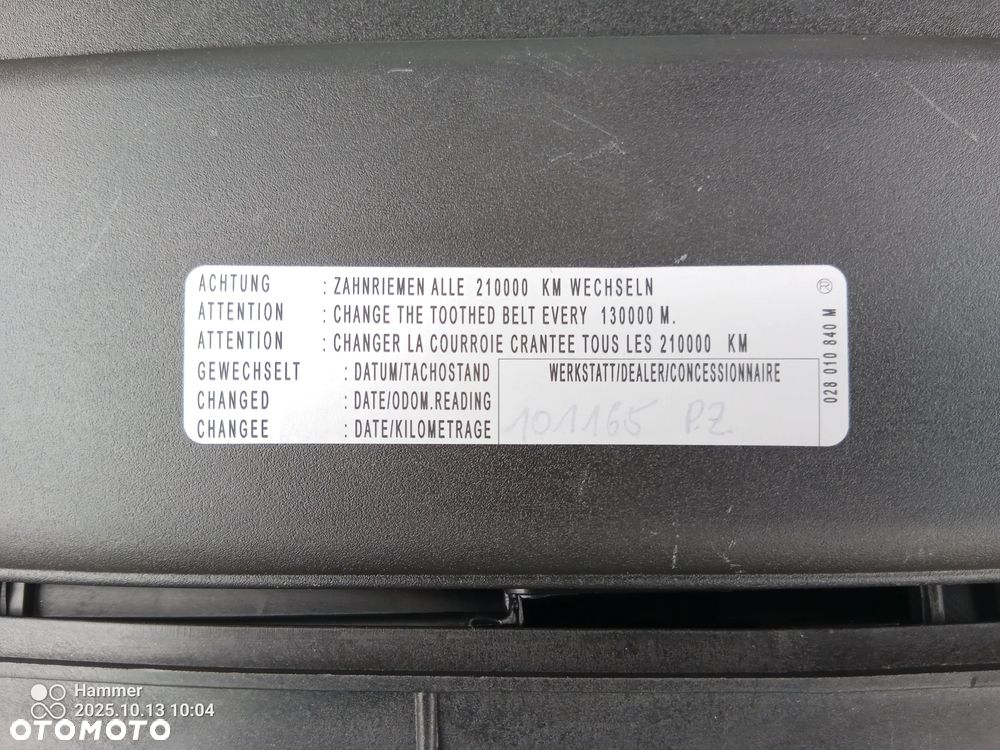 ACHTUNG : ZAHNRIEMEN ALLE 210000 KM WECHSELN ®
ATTENTION : CHANGE THE TOOTHED BELT EVERY 130000 M.
ATTENTION : CHANGER LA COURROIE CRANTEE TOUS LES 210000 KM
GEWECHSELT : DATUM/TACHOSTAND WERKSTATT/DEALER/CONCESSIONNAIRE
CHANGED : DATE/ODOM.READING
CHANGEE : DATE/KILOMETRAGE 101165 P.Z.
028 010 840 M
Hammer
2025.10.13 10:04
OTOMOTO